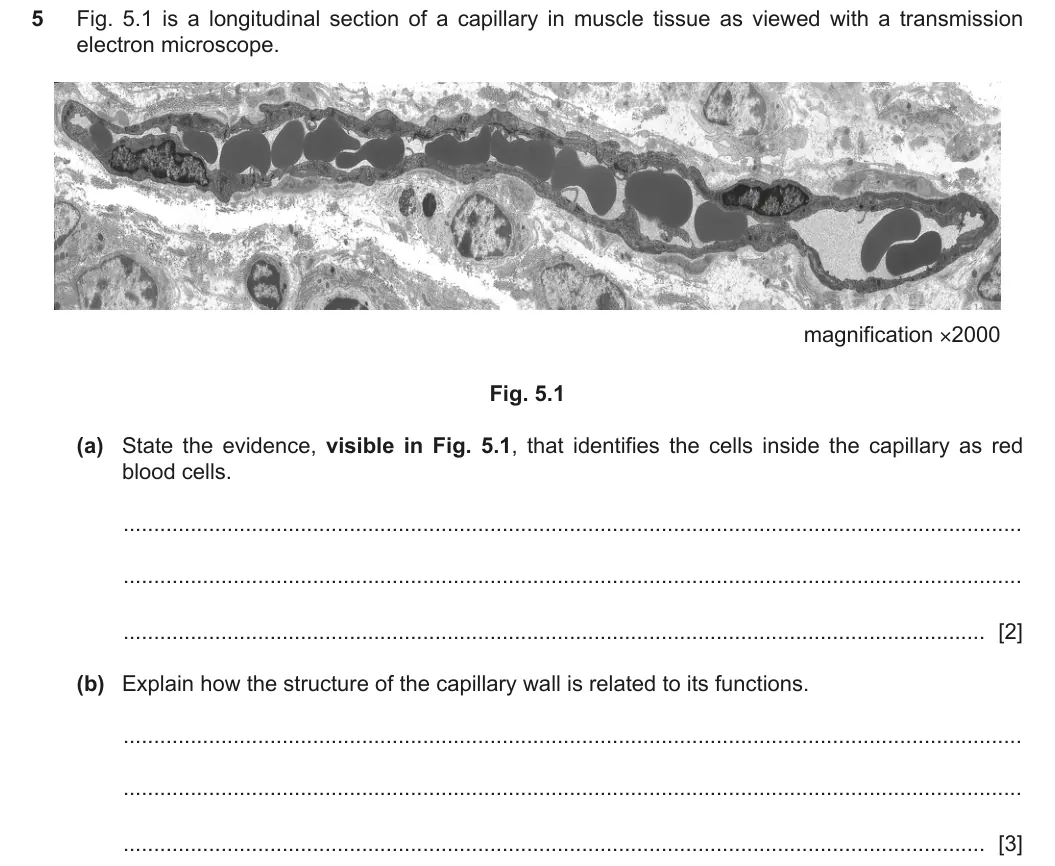 5 Fig. 5.1 is a longitudinal section of a capillary in muscle tissue as viewed with a transmission
electron microscope.
magnification ×2000
Fig. 5.1
(a) State the evidence, visible in Fig. 5.1, that identifies the cells inside the capillary as red
blood cells.
[2]
(b) Explain how the structure of the capillary wall is related to its functions.
[3]